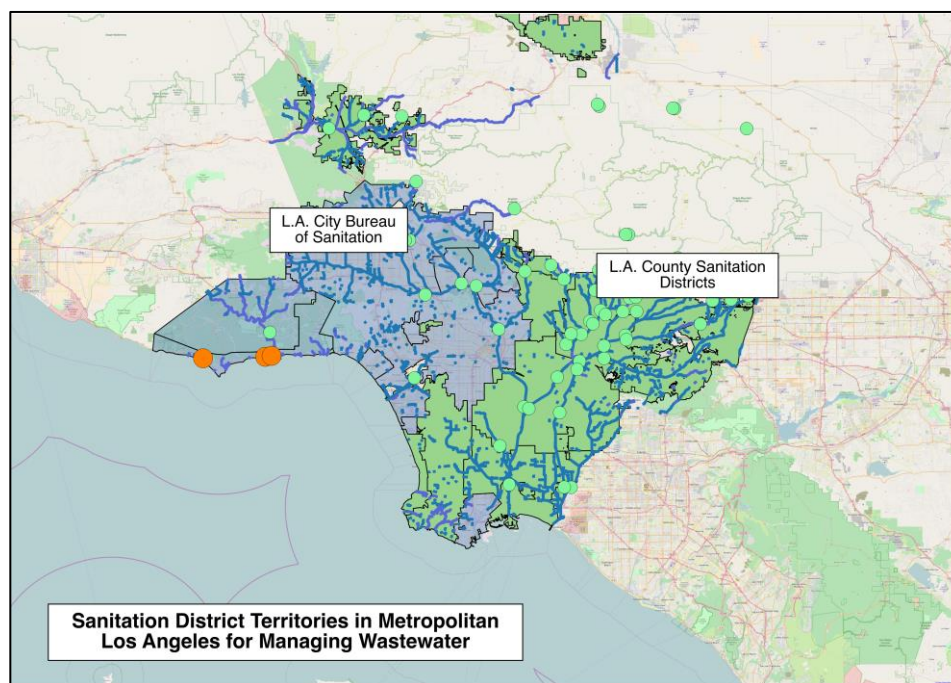 L.A. City Bureau
of Sanitation
L.A. County Sanitation
Districts
Sanitation District Territories in Metropolitan
Los Angeles for Managing Wastewater